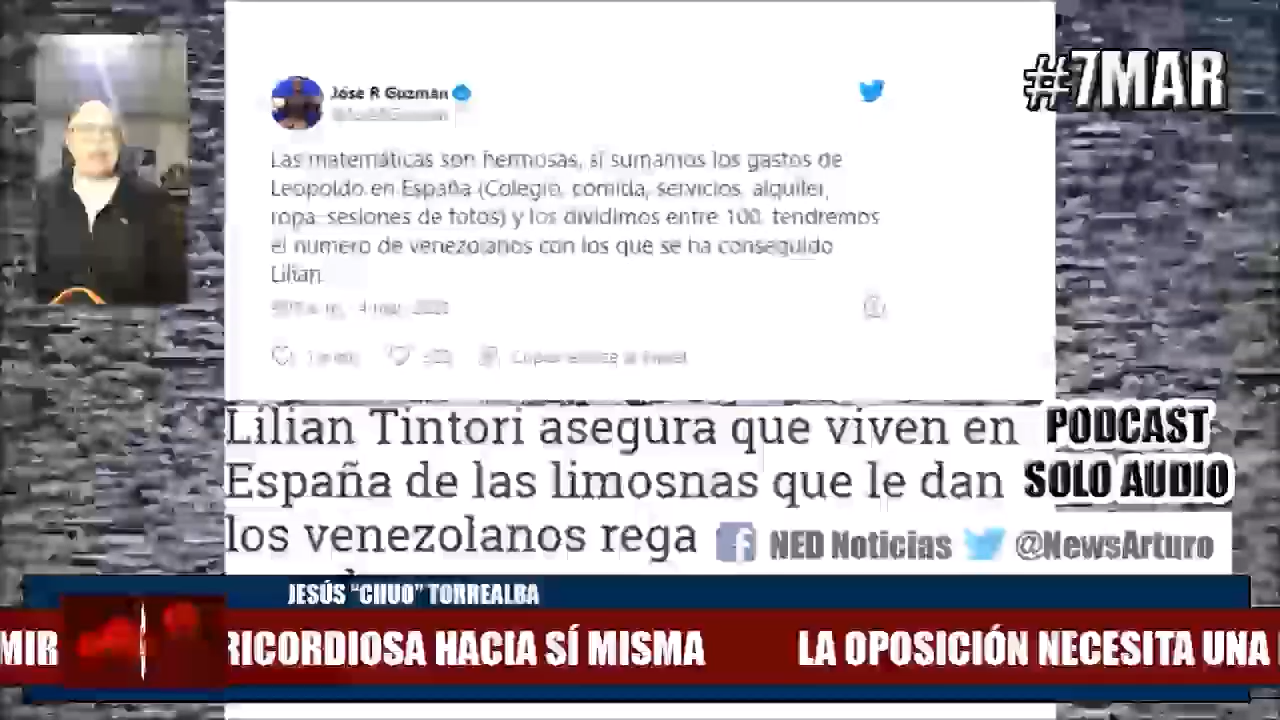 #7MAR
José R Guzmán
Las matemáticas son hermosas, si sumamos los gastos de
Leopoldo en España (Colegio, comida, servicios, alquiler,
ropa, sesiones de fotos) y los dividimos entre 100, tendremos
el numero de venezolanos con los que se ha conseguido
Lilian.
Lilian Tintori asegura que viven en
España de las limosnas que le dan
los venezolanos rega
PODCAST
SOLO AUDIO
NED Noticias @NewsArturo
JESÚS “CHUO” TORREALBA
MIR RICORDIOSA HACIA SÍ MISMA LA OPOSICIÓN NECESITA UNA